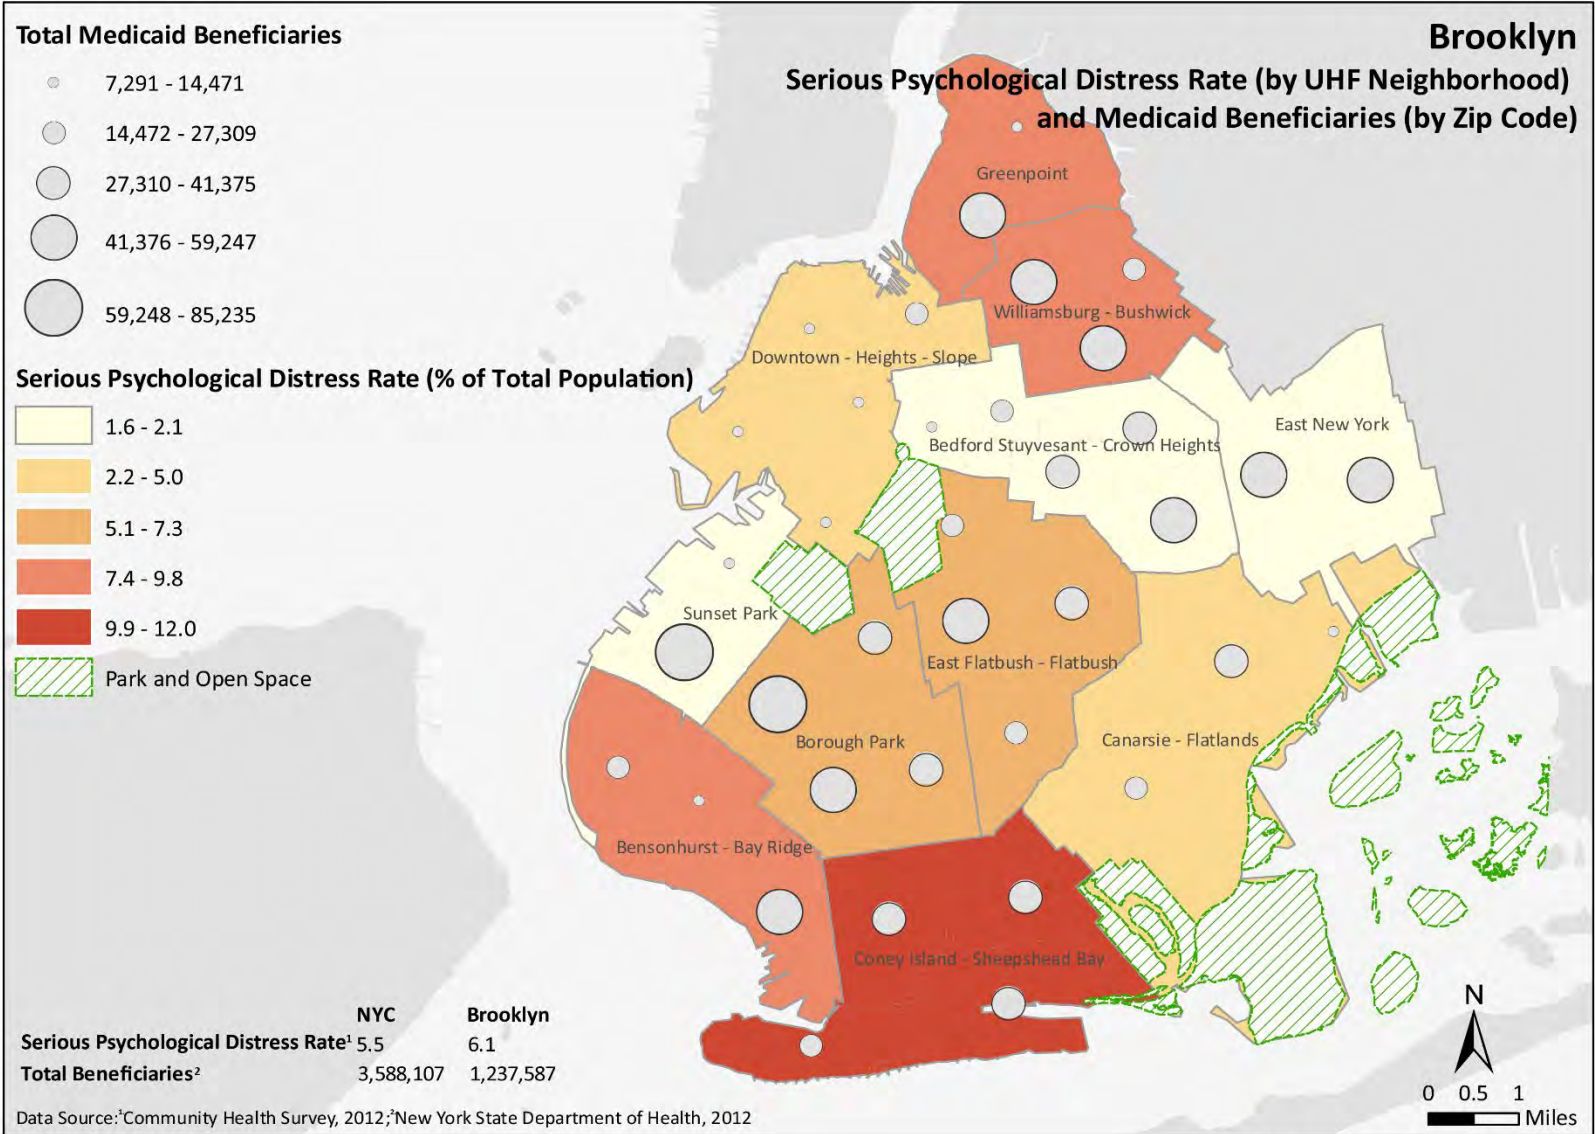 Brooklyn
Serious Psychological Distress Rate (by UHF Neighborhood)
and Medicaid Beneficiaries (by Zip Code)
Total Medicaid Beneficiaries
7,291 - 14,471
14,472 - 27,309
27,310 - 41,375
41,376 - 59,247
59,248 - 85,235
Serious Psychological Distress Rate (% of Total Population)
1.6 - 2.1
2.2 - 5.0
5.1 - 7.3
7.4 - 9.8
9.9 - 12.0
Park and Open Space
Greenpoint
Williamsburg - Bushwick
Downtown - Heights - Slope
East New York
Bedford Stuyvesant - Crown Heights
Sunset Park
East Flatbush - Flatbush
Borough Park
Canarsie - Flatlands
Bensonhurst - Bay Ridge
Coney Island - Sheepshead Bay
NYC Brooklyn
Serious Psychological Distress Rate¹ 5.5 6.1
Total Beneficiaries² 3,588,107 1,237,587
Data Source:¹Community Health Survey, 2012;²New York State Department of Health, 2012
N
0 0.5 1
Miles